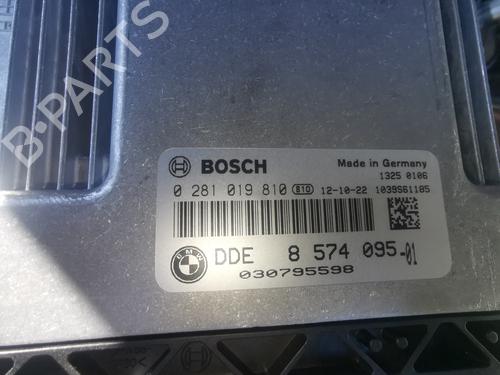 B-PARTS
BOSCH
Made in Germany
1325 0106
0 281 019 810 810 12-10-22 1039S61185
BMW
DDE 8 574 095-01
030795598